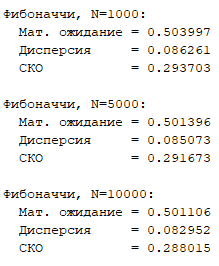 Фибоначчи, N=1000:
Мат. ожидание = 0.503997
Дисперсия = 0.086261
СКО = 0.293703
Фибоначчи, N=5000:
Мат. ожидание = 0.501396
Дисперсия = 0.085073
СКО = 0.291673
Фибоначчи, N=10000:
Мат. ожидание = 0.501106
Дисперсия = 0.082952
СКО = 0.288015